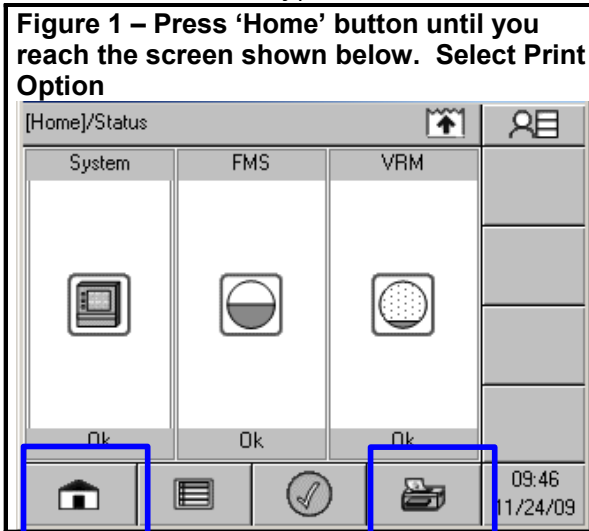 Figure 1 – Press ‘Home’ button until you
reach the screen shown below.  Select Print
Option
[Home]/Status
System FMS VRM
Ok Ok Ok
09:46
11/24/09